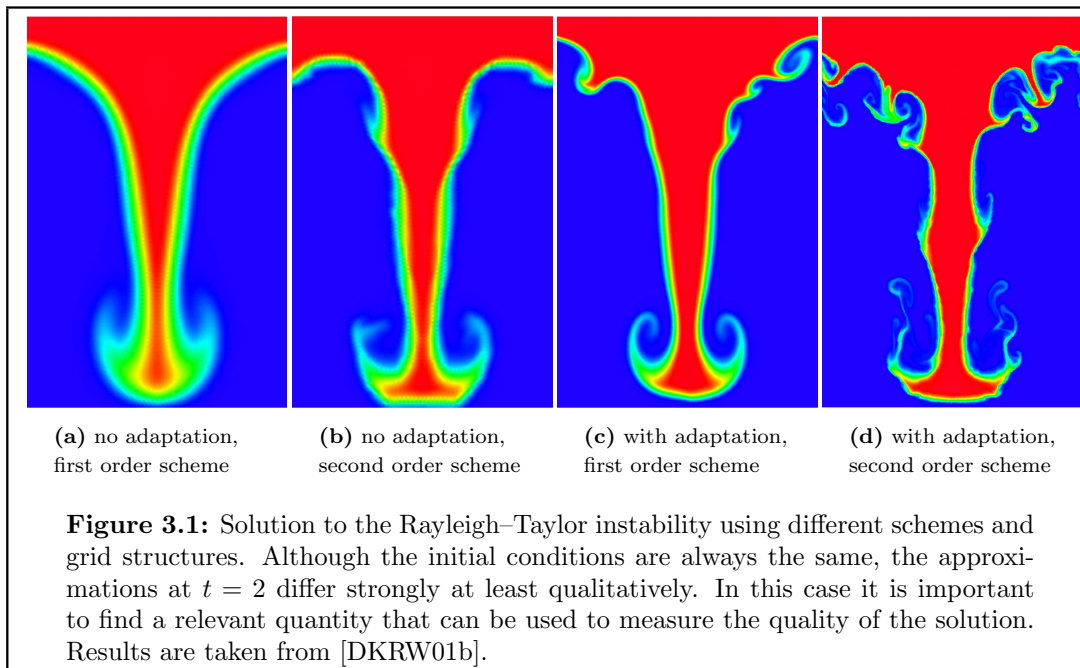 (a) no adaptation,
first order scheme
(b) no adaptation,
second order scheme
(c) with adaptation,
first order scheme
(d) with adaptation,
second order scheme
Figure 3.1: Solution to the Rayleigh–Taylor instability using different schemes and
grid structures. Although the initial conditions are always the same, the approxi-
mations at t = 2 differ strongly at least qualitatively. In this case it is important
to find a relevant quantity that can be used to measure the quality of the solution.
Results are taken from [DKRW01b].